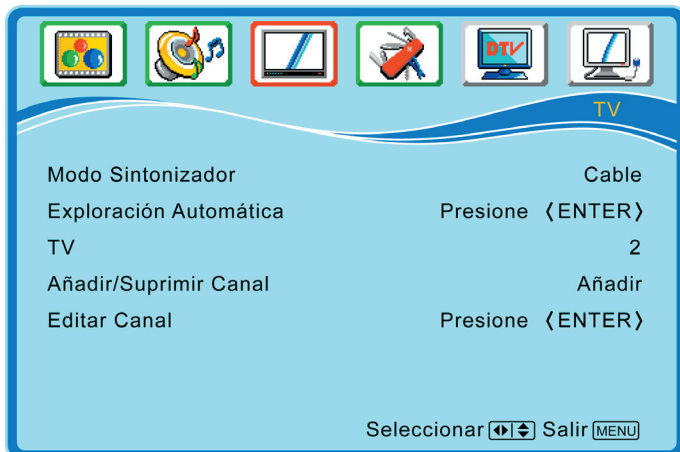 DTV
TV
Modo Sintonizador Cable
Exploración Automática Presione 〈ENTER〉
TV 2
Añadir/Suprimir Canal Añadir
Editar Canal Presione 〈ENTER〉
Seleccionar Salir MENU